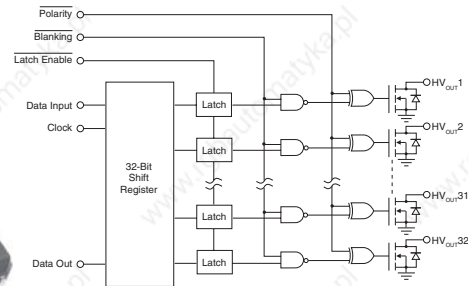 Polarity
Blanking
Latch Enable
HVOUT1
Data Input
Latch
Clock
HVOUT2
Latch
32-Bit
Shift
Register
HVOUT31
Latch
HVOUT32
Data Out
Latch